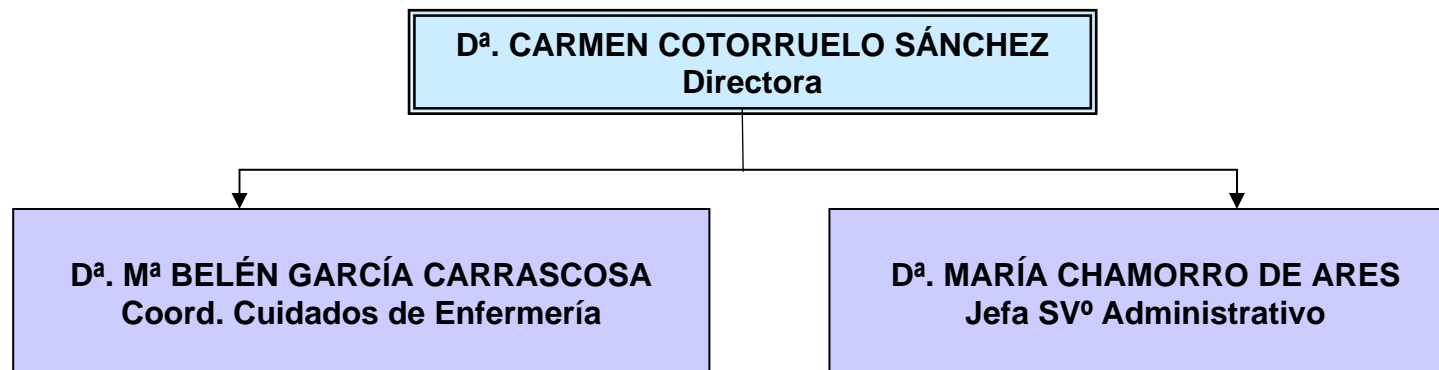 Dª. CARMEN COTORRUELO SÁNCHEZ
Directora
Dª. Mª BELÉN GARCÍA CARRASCOSA
Coord. Cuidados de Enfermería
Dª. MARÍA CHAMORRO DE ARES
Jefa SVº Administrativo